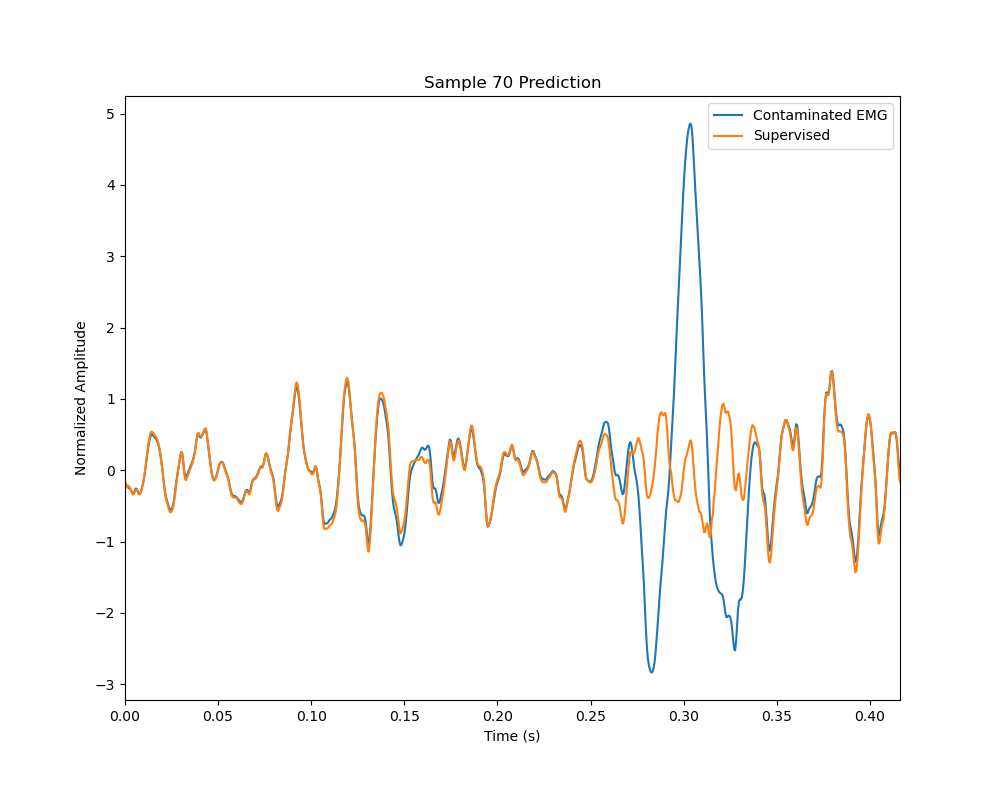 Sample 70 Prediction
Contaminated EMG
Supervised
Normalized Amplitude
5
4
3
2
1
0
−1
−2
−3
0.00 0.05 0.10 0.15 0.20 0.25 0.30 0.35 0.40
Time (s)